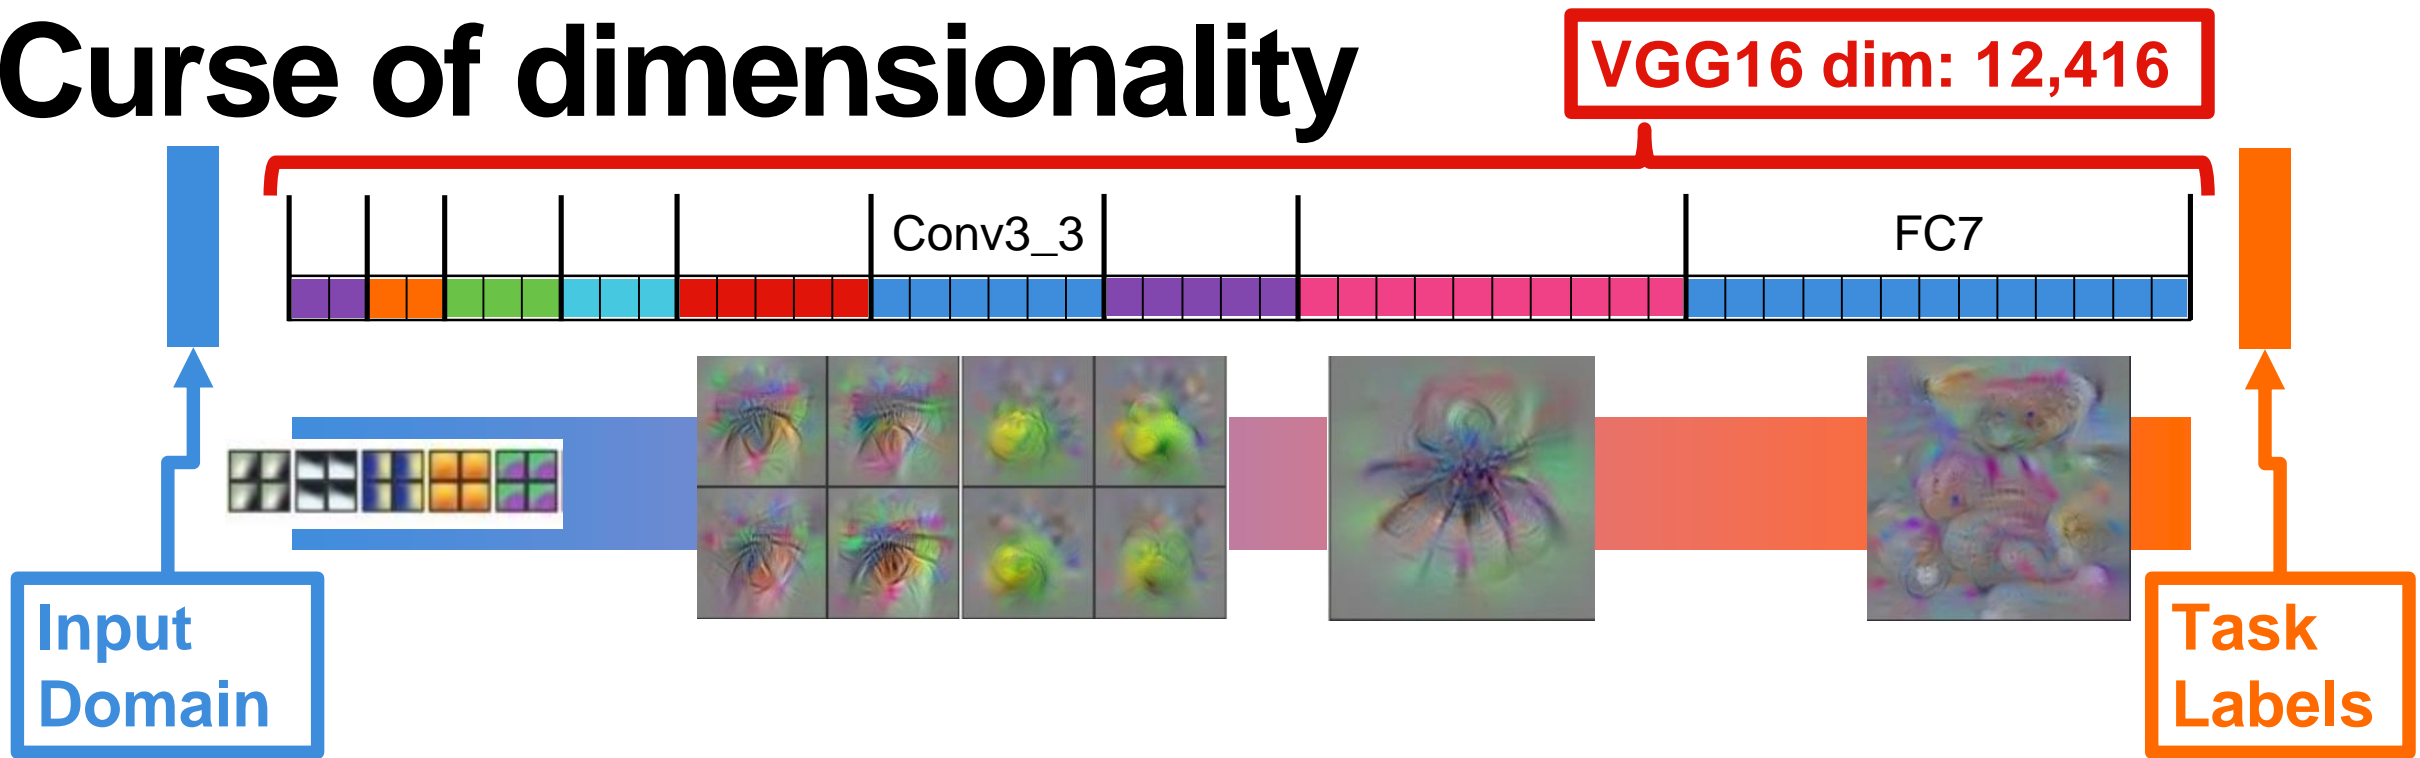 Curse of dimensionality
VGG16 dim: 12,416
Conv3_3
FC7
Input
Domain
Task
Labels